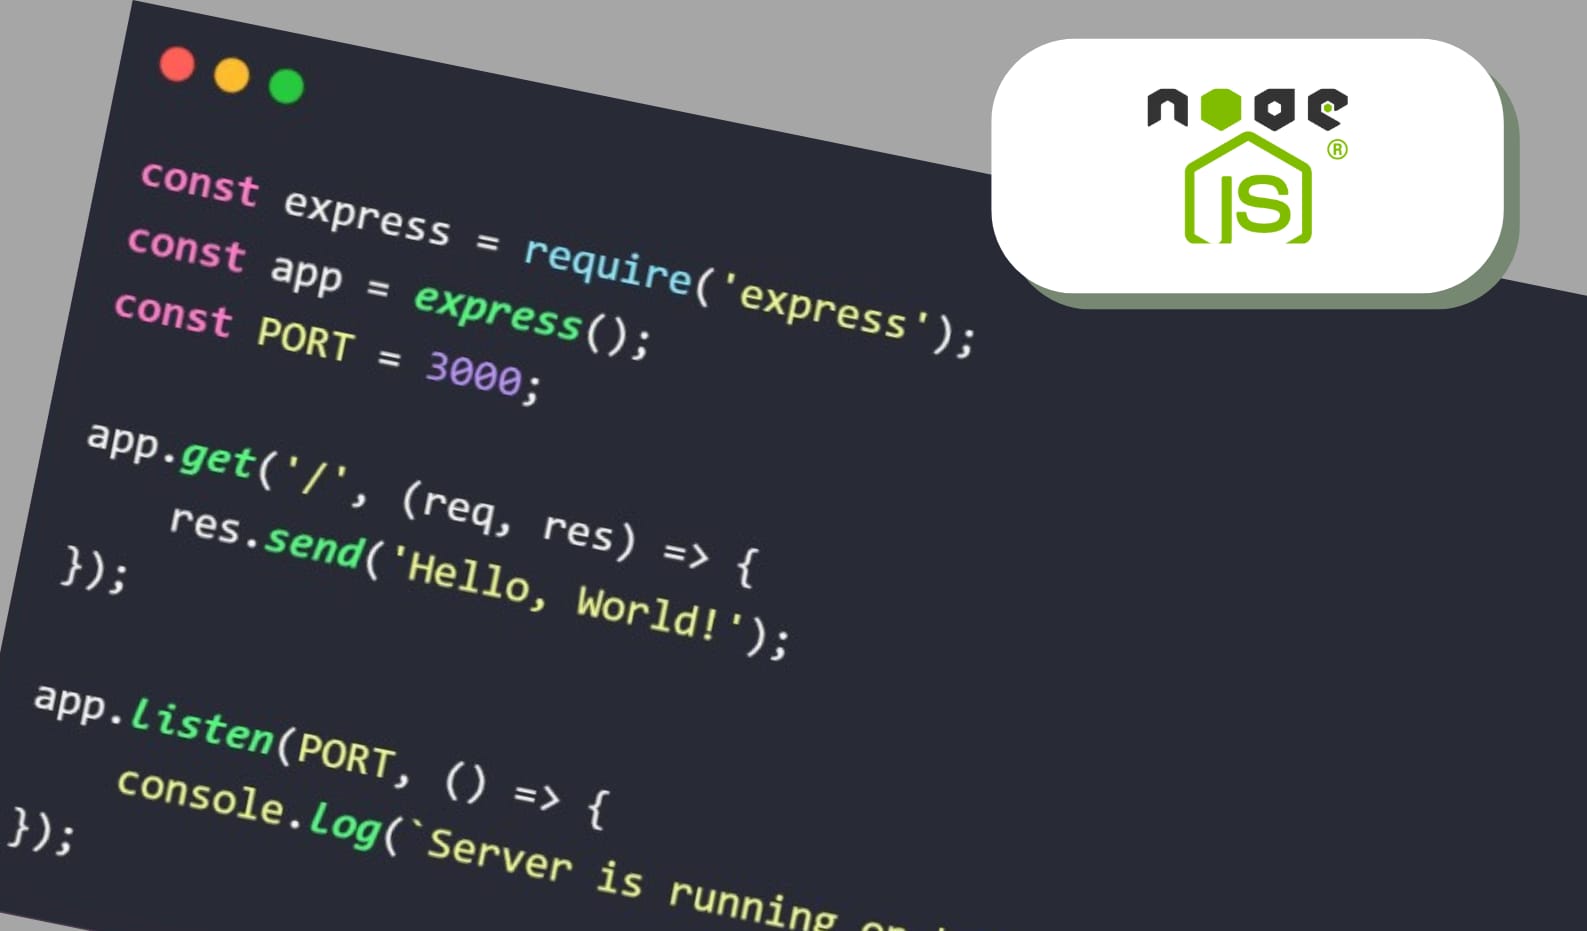 const express = require('express');
const app = express();
const PORT = 3000;
app.get('/', (req, res) => {
res.send('Hello, World!');
});
app.listen(PORT, () => {
console.log(`Server is running
});
node
JS
®